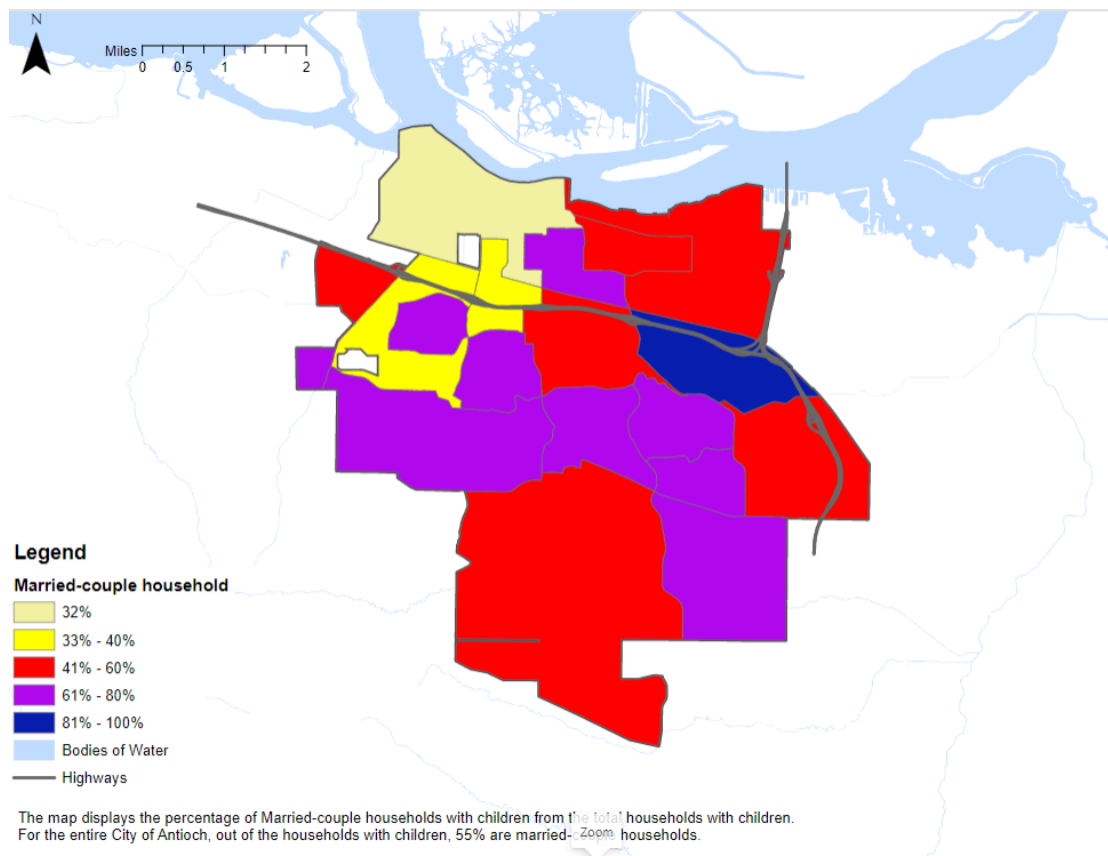 N
Miles
0 0.5 1 2
Legend
Married-couple household
32%
33% - 40%
41% - 60%
61% - 80%
81% - 100%
Bodies of Water
Highways
The map displays the percentage of Married-couple households with children from the total households with children.
For the entire City of Antioch, out of the households with children, 55% are married-couple households.
Zoom